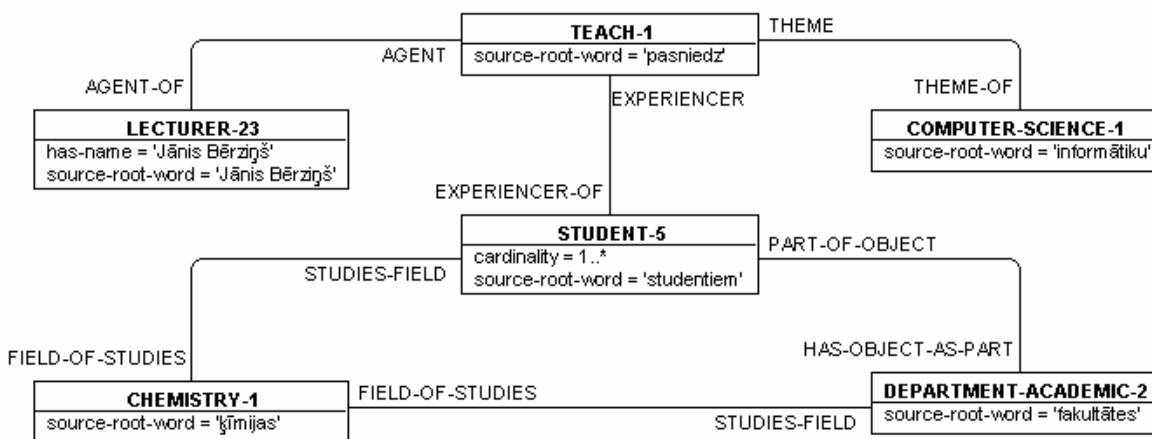 TEACH-1
source-root-word = 'pasniedz'
THEME
AGENT
AGENT-OF
EXPERIENCER
THEME-OF
LECTURER-23
has-name = 'Jānis Bērziņš'
source-root-word = 'Jānis Bērziņš'
COMPUTER-SCIENCE-1
source-root-word = 'informātiku'
EXPERIENCER-OF
STUDENT-5
cardinality = 1..*
source-root-word = 'studentiem'
PART-OF-OBJECT
STUDIES-FIELD
FIELD-OF-STUDIES
HAS-OBJECT-AS-PART
CHEMISTRY-1
source-root-word = 'ķīmijas'
FIELD-OF-STUDIES
STUDIES-FIELD
DEPARTMENT-ACADEMIC-2
source-root-word = 'fakultātes'